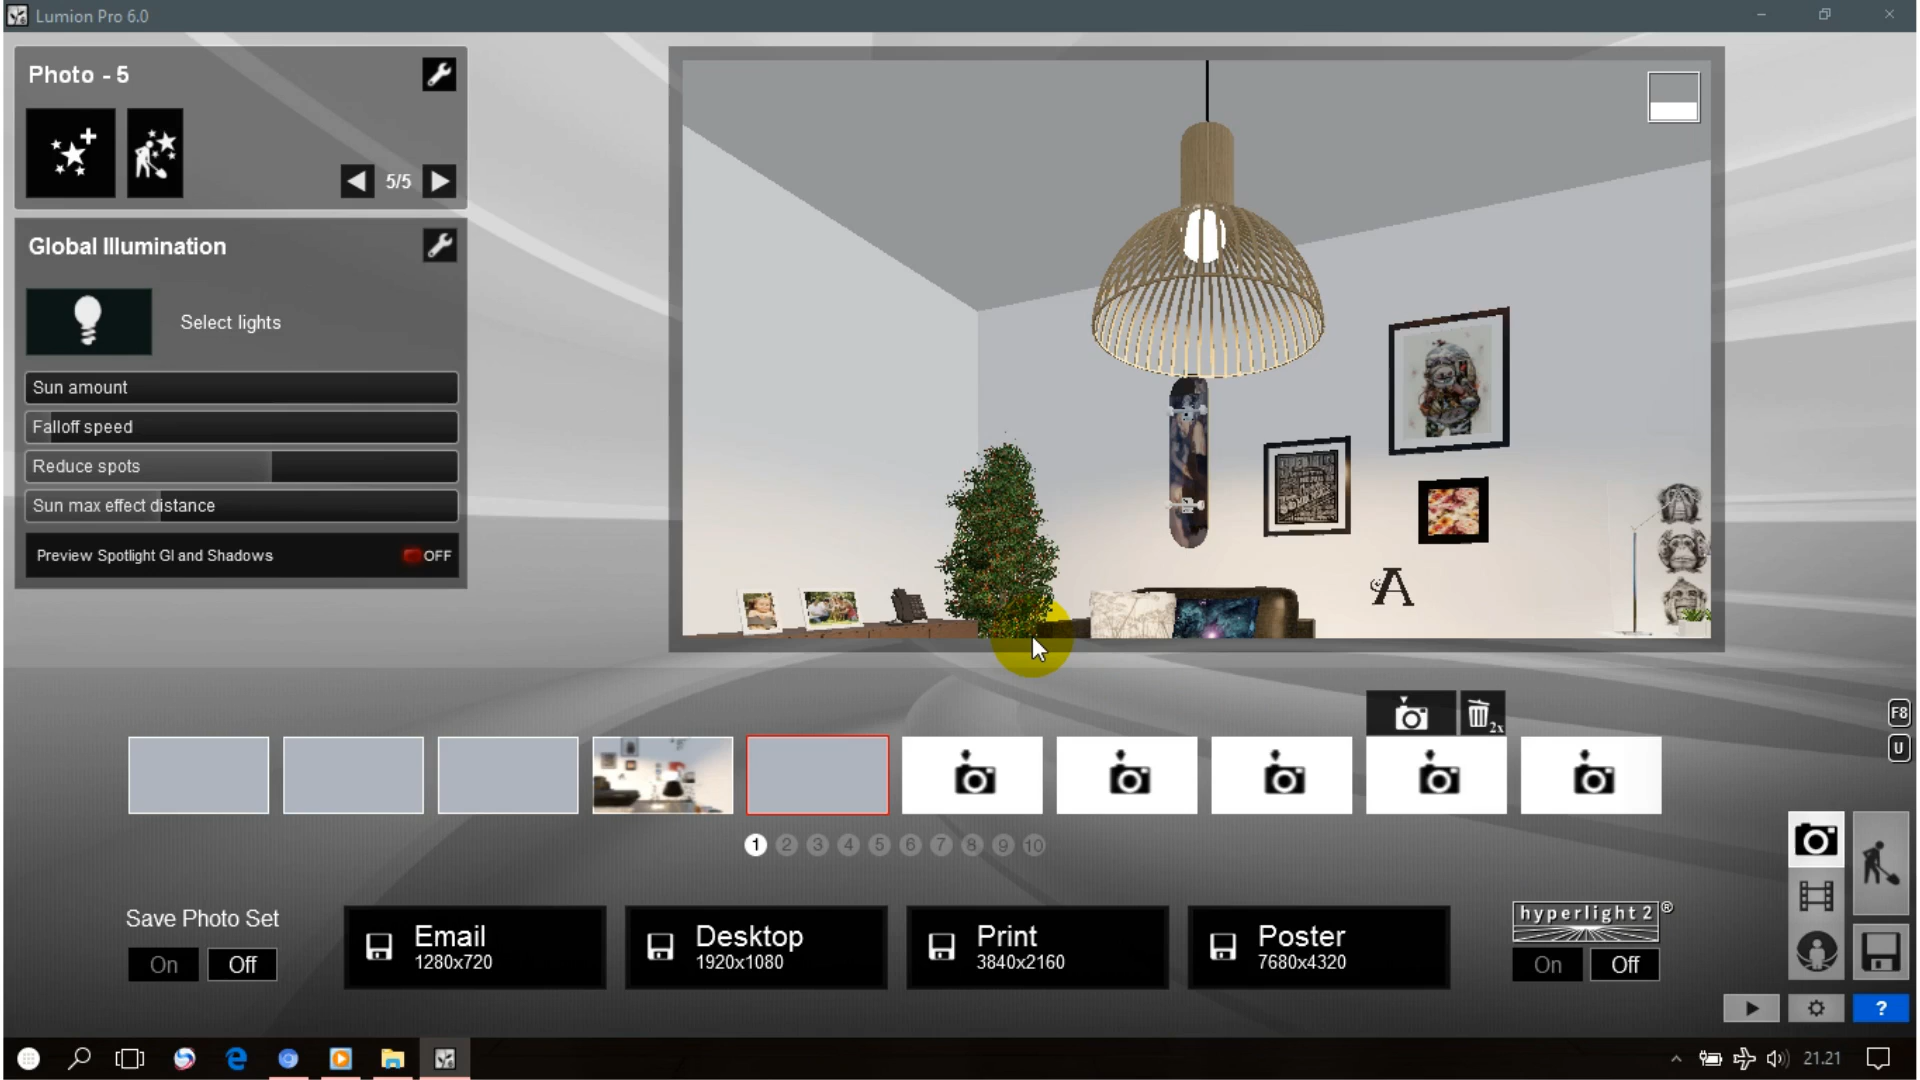 Lumion Pro 6.0
Photo - 5
5/5
Global Illumination
Select lights
Sun amount
Falloff speed
Reduce spots
Sun max effect distance
Preview Spotlight GI and Shadows OFF
A
2x
F8
U
1 2 3 4 5 6 7 8 9 10
Save Photo Set
On Off
Email
1280x720
Desktop
1920x1080
Print
3840x2160
Poster
7680x4320
hyperlight 2 ®
On Off
?
21.21